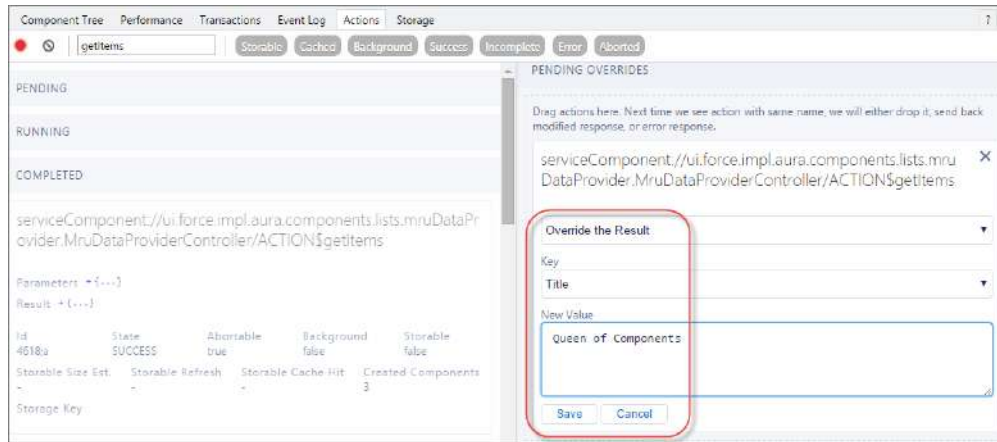 Component Tree Performance Transactions Event Log Actions Storage ?
getItems Storable Cached Background Success Incomplete Error Aborted
PENDING
RUNNING
COMPLETED
serviceComponent://ui.force.impl.aura.components.lists.mruDataPr
ovider.MruDataProviderController/ACTION$getItems
Parameters +{...}
Result +{...}
Id State Abortable Background Storable
4618;a SUCCESS true false false
Storable Size Est. Storable Refresh Storable Cache Hit Created Components
- - - 3
Storage Key
PENDING OVERRIDES
Drag actions here. Next time we see action with same name, we will either drop it, send back
modified response, or error response.
serviceComponent://ui.force.impl.aura.components.lists.mru
DataProvider.MruDataProviderController/ACTION$getItems
Override the Result
Key
Title
New Value
Queen of Components
Save Cancel